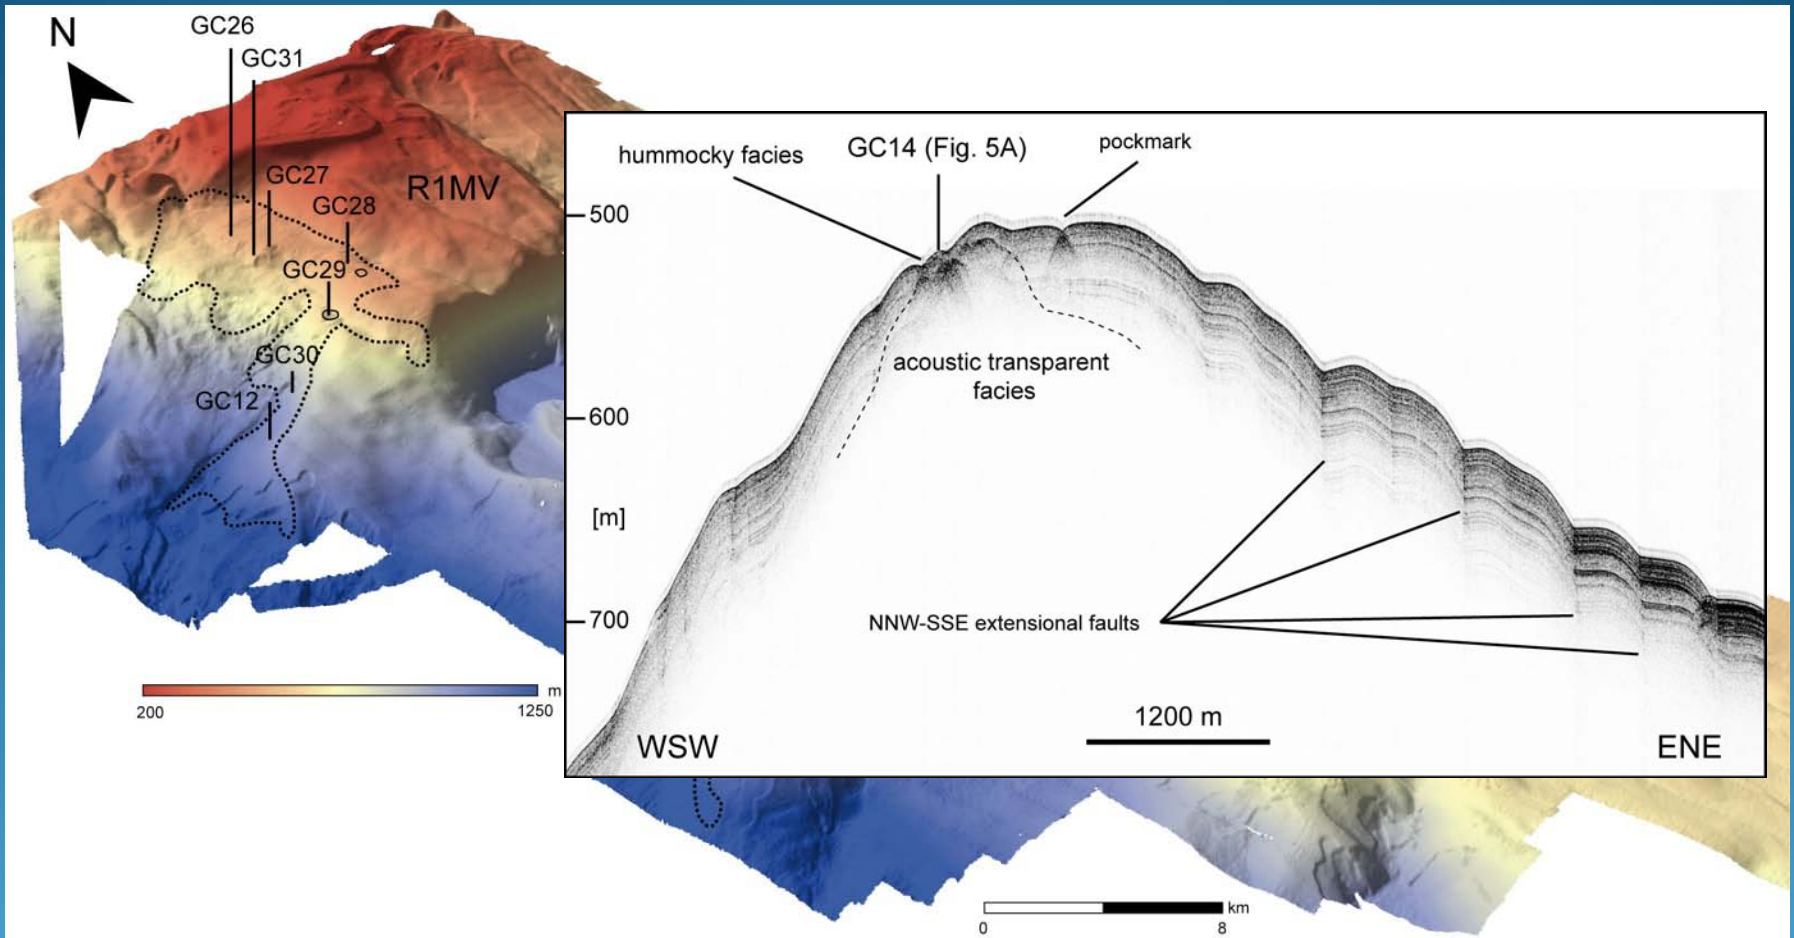 N
GC26
GC31
GC27
R1MV
GC28
GC29
GC30
GC12
m
200
1250
hummocky facies
GC14 (Fig. 5A)
pockmark
500
acoustic transparent
facies
600
[m]
NNW-SSE extensional faults
700
1200 m
WSW
ENE
km
0
8